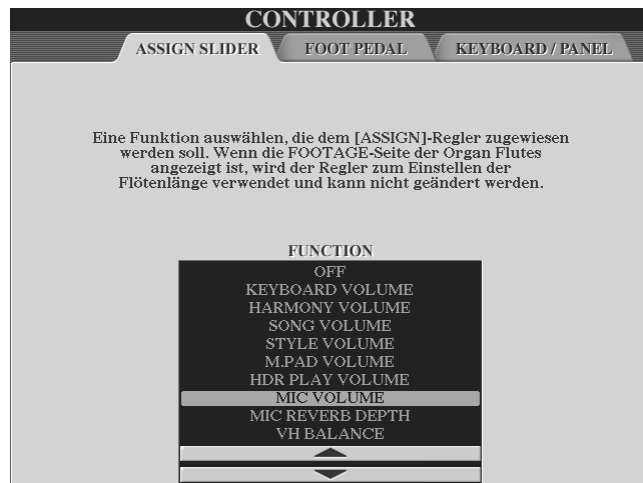 CONTROLLER
ASSIGN SLIDER FOOT PEDAL KEYBOARD / PANEL
Eine Funktion auswählen, die dem [ASSIGN]-Regler zugewiesen
werden soll. Wenn die FOOTAGE-Seite der Organ Flutes
angezeigt ist, wird der Regler zum Einstellen der
Flötenlänge verwendet und kann nicht geändert werden.
FUNCTION
OFF
KEYBOARD VOLUME
HARMONY VOLUME
SONG VOLUME
STYLE VOLUME
M.PAD VOLUME
HDR PLAY VOLUME
MIC VOLUME
MIC REVERB DEPTH
VH BALANCE